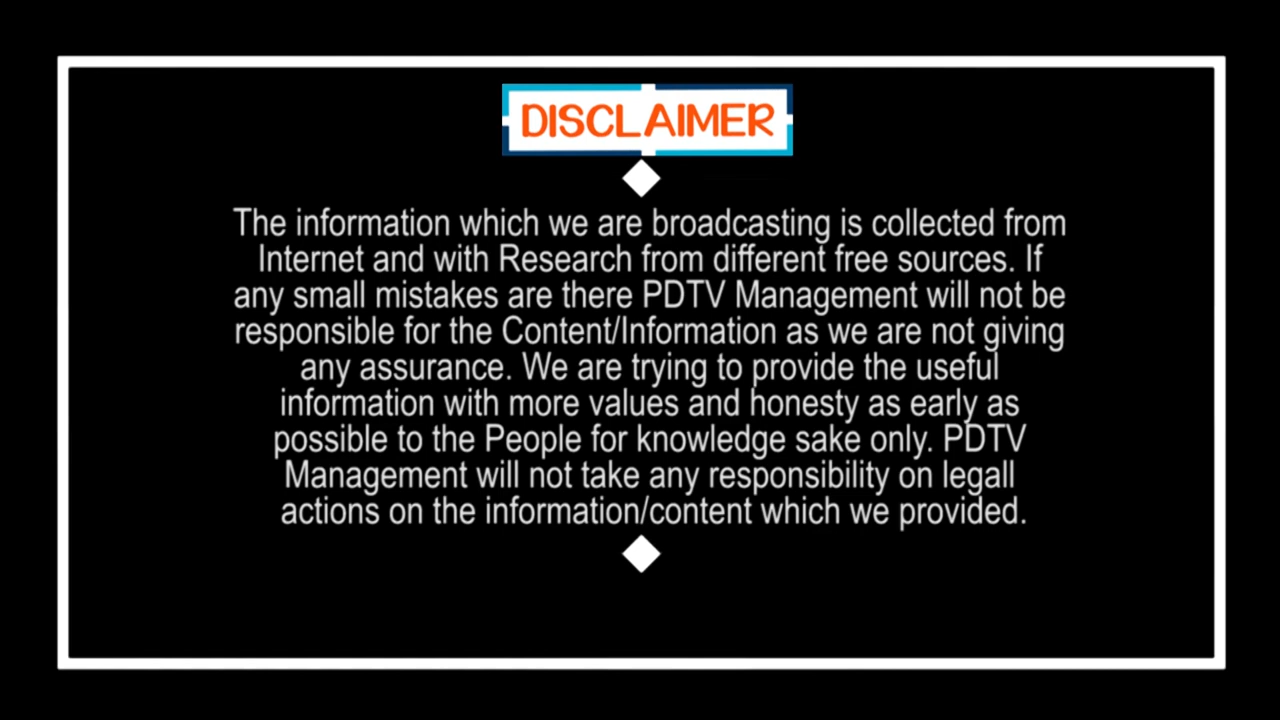 DISCLAIMER
The information which we are broadcasting is collected from
Internet and with Research from different free sources. If
any small mistakes are there PDTV Management will not be
responsible for the Content/Information as we are not giving
any assurance. We are trying to provide the useful
information with more values and honesty as early as
possible to the People for knowledge sake only. PDTV
Management will not take any responsibility on legall
actions on the information/content which we provided.